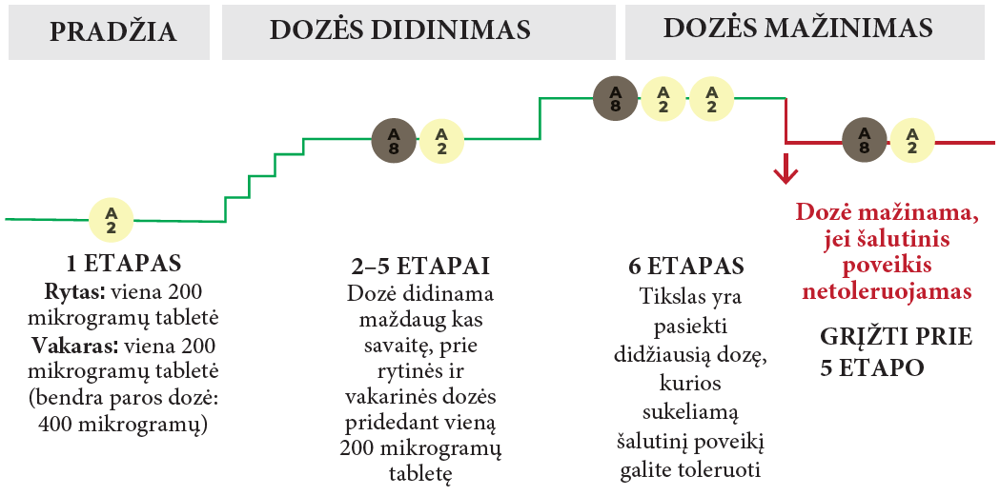 PRADŽIA
DOZĖS DIDINIMAS
DOZĖS MAŽINIMAS
A
2
1 ETAPAS
Rytas: viena 200
mikrogramų tabletė
Vakaras: viena 200
mikrogramų tabletė
(bendra paros dozė:
400 mikrogramų)
A
8
A
2
2–5 ETAPAI
Dozė didinama
maždaug kas
savaitę, prie
rytinės ir
vakarinės dozės
pridedant vieną
200 mikrogramų
tabletę
A
8
A
2
A
2
6 ETAPAS
Tikslas yra
pasiekti
didžiausią dozę,
kurios
sukeliamą
šalutinį poveikį
galite toleruoti
A
8
A
2
Dozė mažinama,
jei šalutinis
poveikis
netoleruojamas
GRĮŽTI PRIE
5 ETAPO